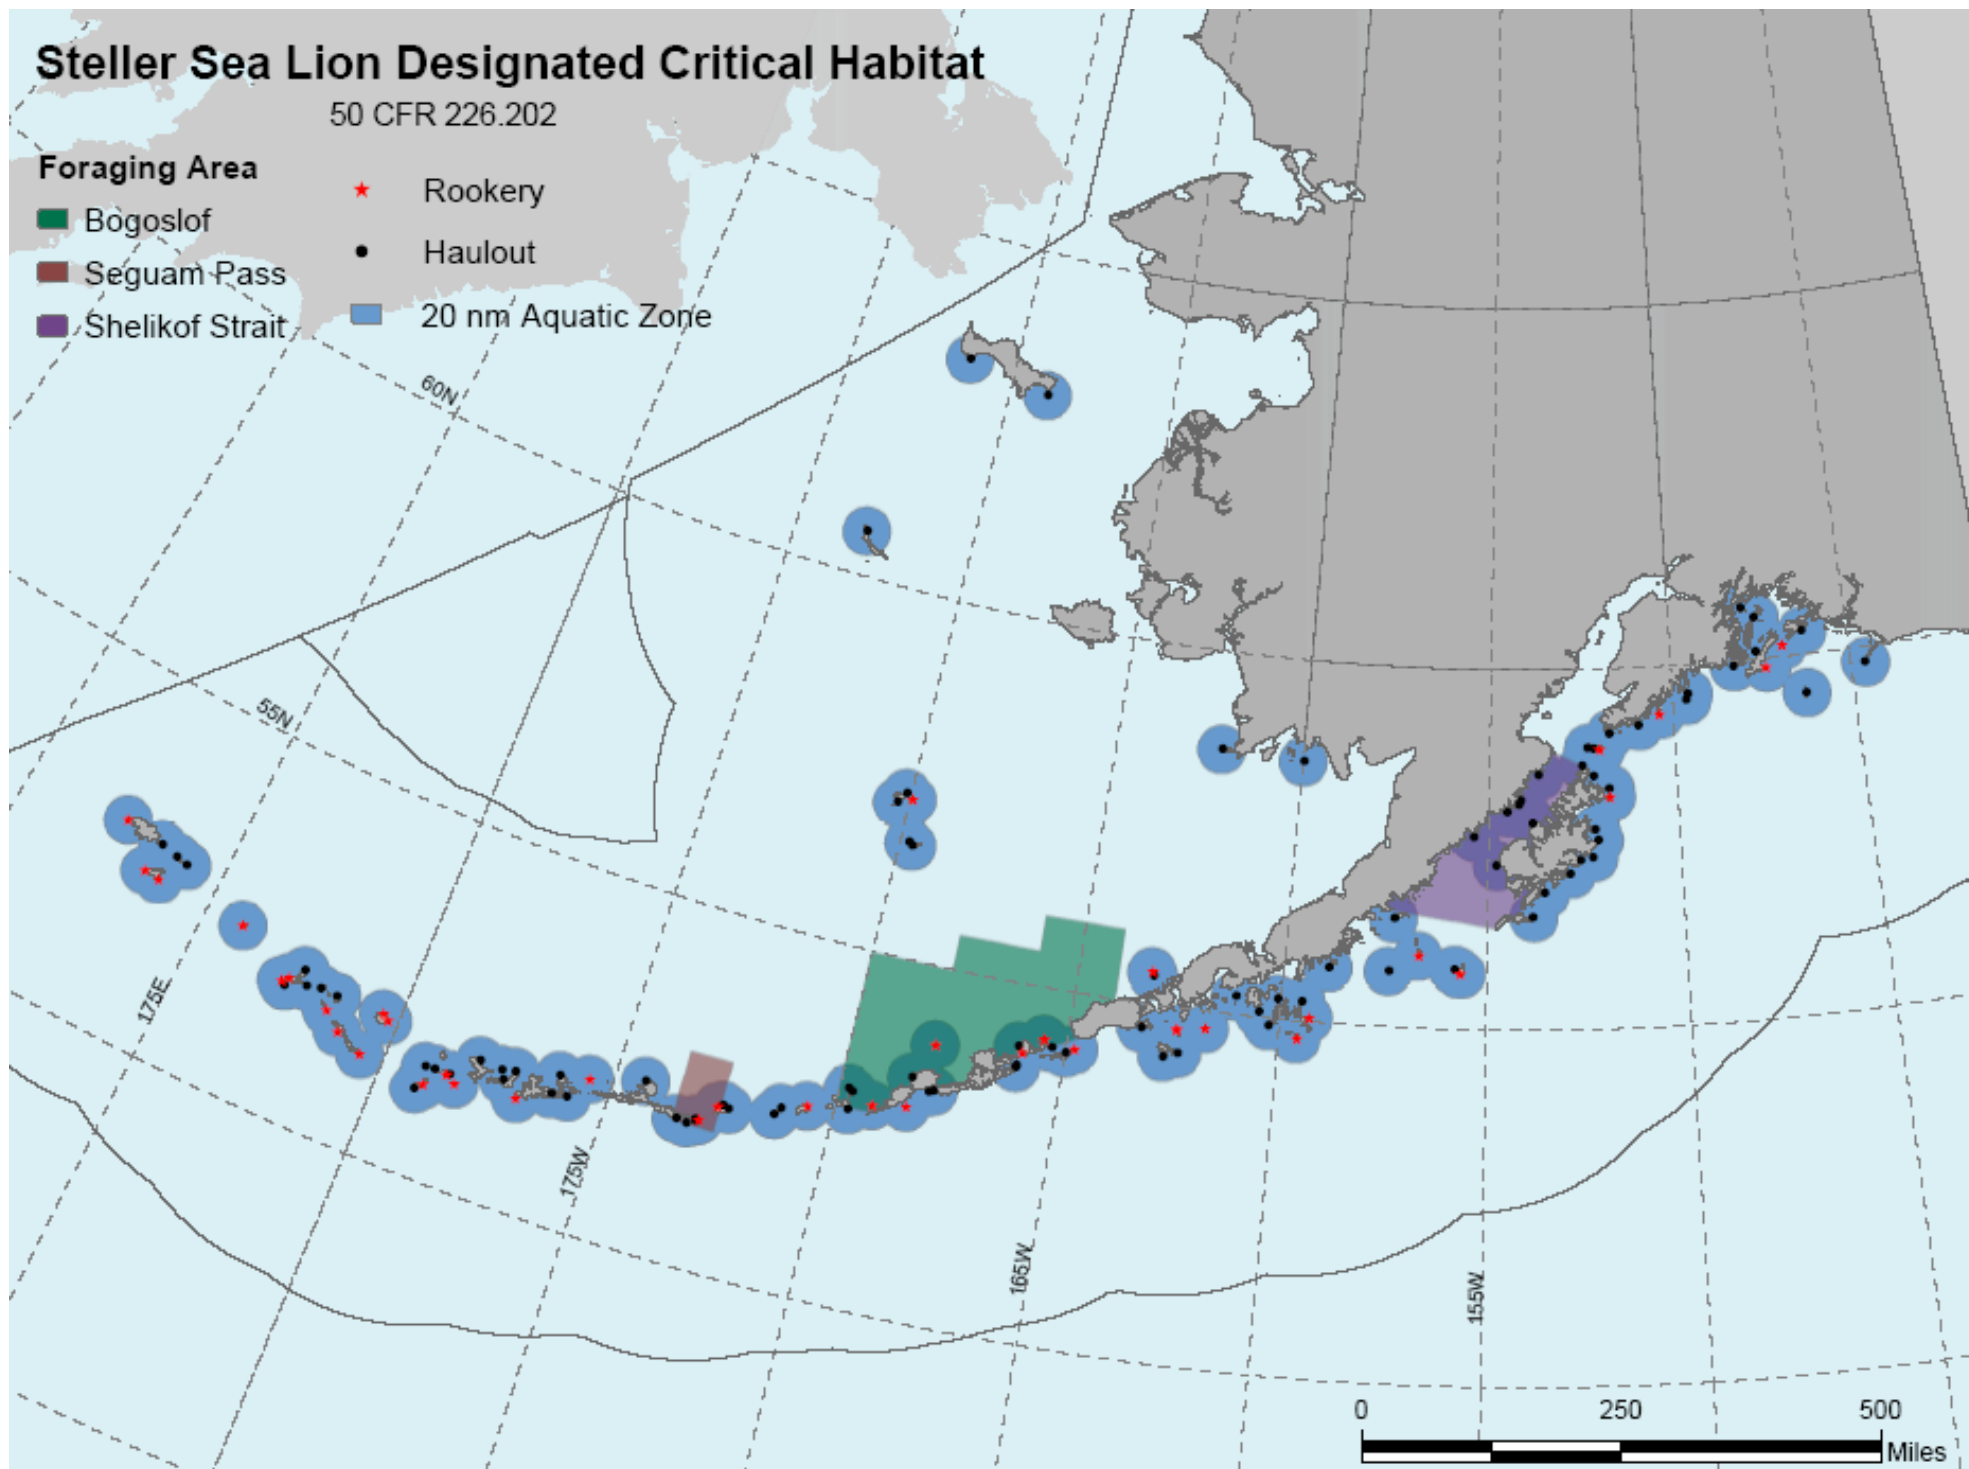 Steller Sea Lion Designated Critical Habitat
50 CFR 226.202
Foraging Area
Bogoslof
Seguam Pass
Shelikof Strait
Rookery
Haulout
20 nm Aquatic Zone
60N
55N
175E
175W
165W
155W
0 250 500
Miles